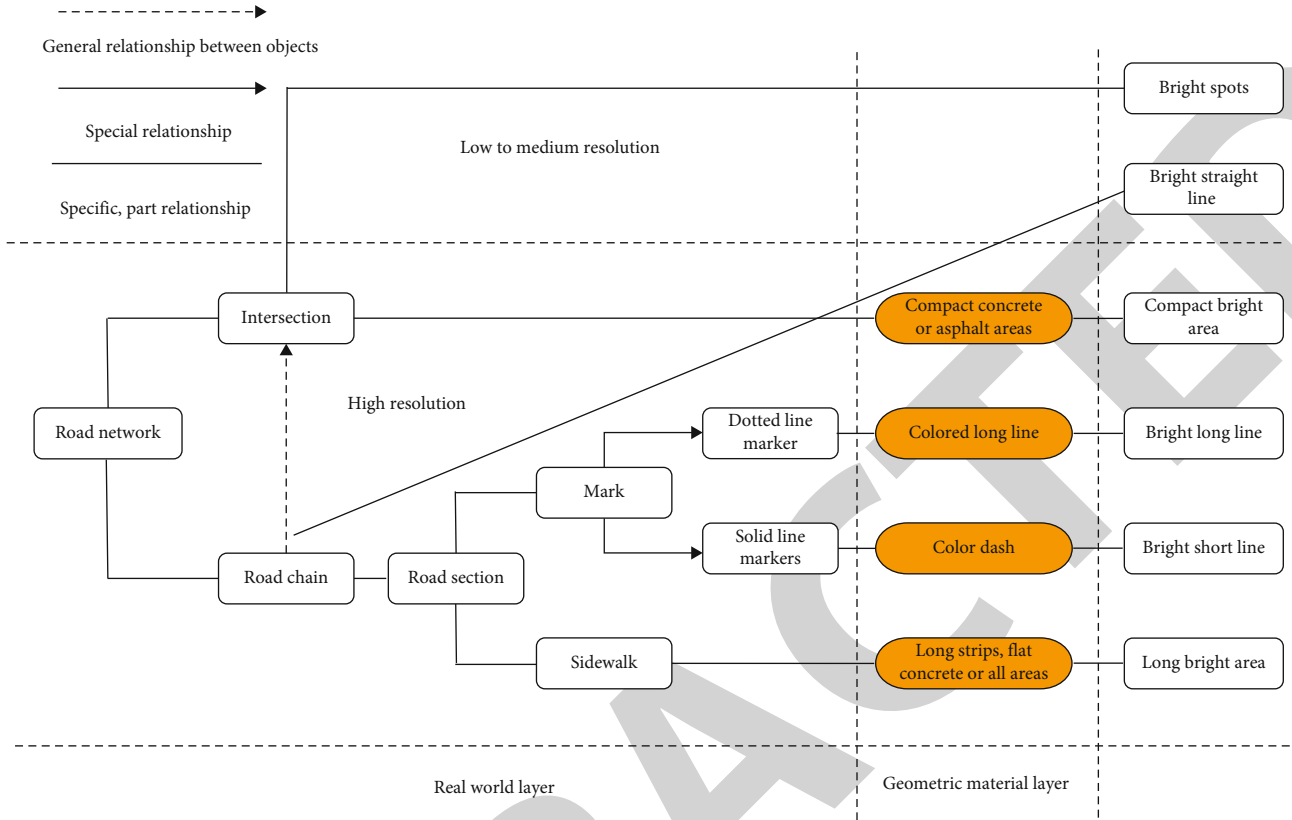 General relationship between objects
Special relationship
Specific, part relationship
Low to medium resolution
Bright spots
Bright straight
line
Intersection
Compact concrete
or asphalt areas
Compact bright
area
High resolution
Road network
Dotted line
marker
Colored long line
Bright long line
Mark
Solid line
markers
Color dash
Bright short line
Road chain
Road section
Sidewalk
Long strips, flat
concrete or all areas
Long bright area
Real world layer
Geometric material layer